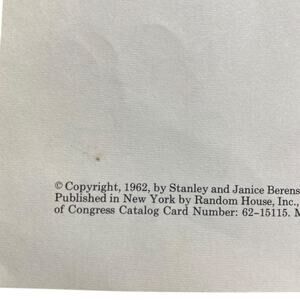 © Copyright, 1962, by Stanley and Janice Berens
Published in New York by Random House, Inc.,
of Congress Catalog Card Number: 62-15115. M